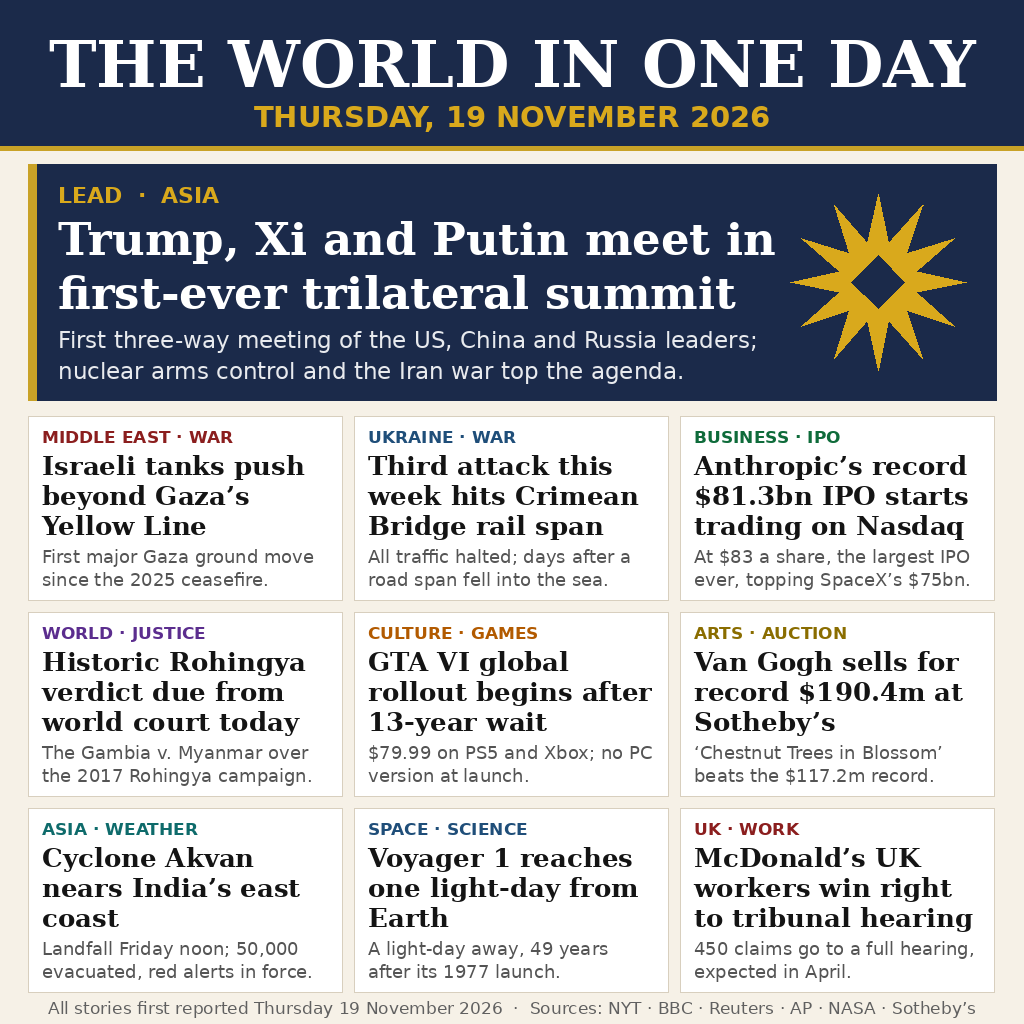 THE WORLD IN ONE DAY
THURSDAY, 19 NOVEMBER 2026
LEAD · ASIA
Trump, Xi and Putin meet in
first-ever trilateral summit
First three-way meeting of the US, China and Russia leaders;
nuclear arms control and the Iran war top the agenda.
MIDDLE EAST · WAR
Israeli tanks push
beyond Gaza’s
Yellow Line
First major Gaza ground move
since the 2025 ceasefire.
UKRAINE · WAR
Third attack this
week hits Crimean
Bridge rail span
All traffic halted; days after a
road span fell into the sea.
BUSINESS · IPO
Anthropic’s record
$81.3bn IPO starts
trading on Nasdaq
At $83 a share, the largest IPO
ever, topping SpaceX’s $75bn.
WORLD · JUSTICE
Historic Rohingya
verdict due from
world court today
The Gambia v. Myanmar over
the 2017 Rohingya campaign.
CULTURE · GAMES
GTA VI global
rollout begins after
13-year wait
$79.99 on PS5 and Xbox; no PC
version at launch.
ARTS · AUCTION
Van Gogh sells for
record $190.4m at
Sotheby’s
‘Chestnut Trees in Blossom’
beats the $117.2m record.
ASIA · WEATHER
Cyclone Akvan
nears India’s east
coast
Landfall Friday noon; 50,000
evacuated, red alerts in force.
SPACE · SCIENCE
Voyager 1 reaches
one light-day from
Earth
A light-day away, 49 years
after its 1977 launch.
UK · WORK
McDonald’s UK
workers win right
to tribunal hearing
450 claims go to a full hearing,
expected in April.
All stories first reported Thursday 19 November 2026 · Sources: NYT · BBC · Reuters · AP · NASA · Sotheby’s